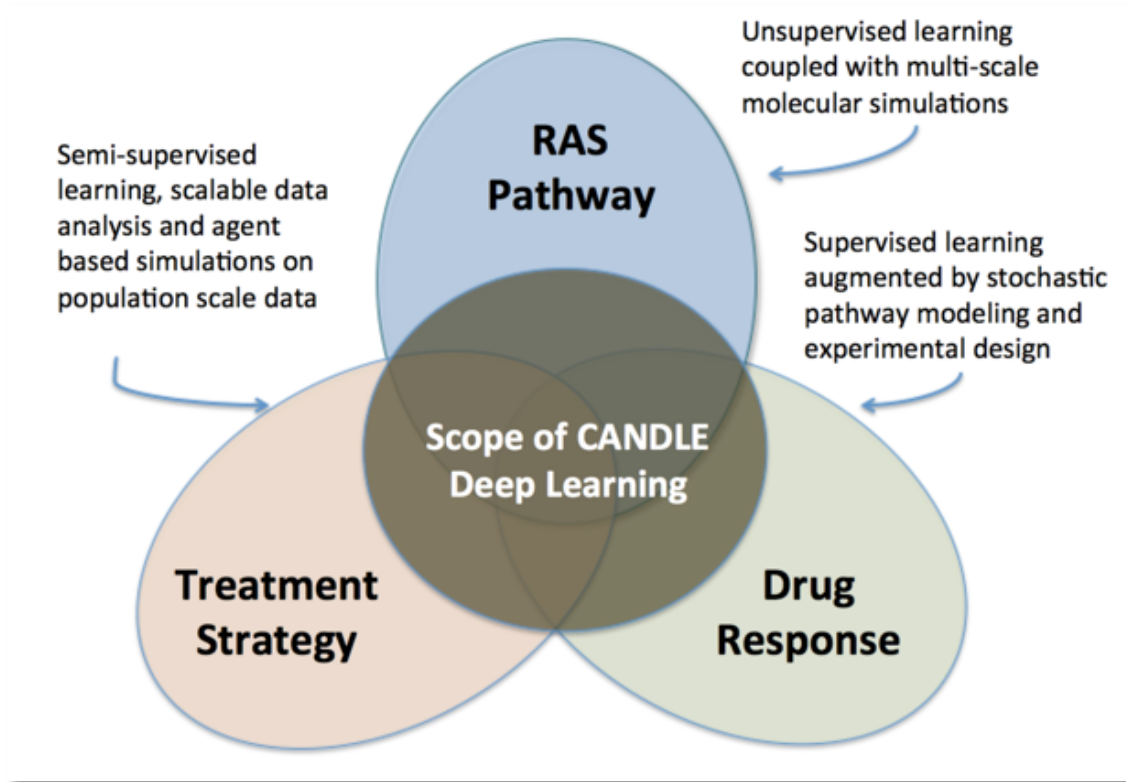 Unsupervised learning
coupled with multi-scale
molecular simulations
RAS
Pathway
Semi-supervised
learning, scalable data
analysis and agent
based simulations on
population scale data
Supervised learning
augmented by stochastic
pathway modeling and
experimental design
Scope of CANDLE
Deep Learning
Treatment
Strategy
Drug
Response